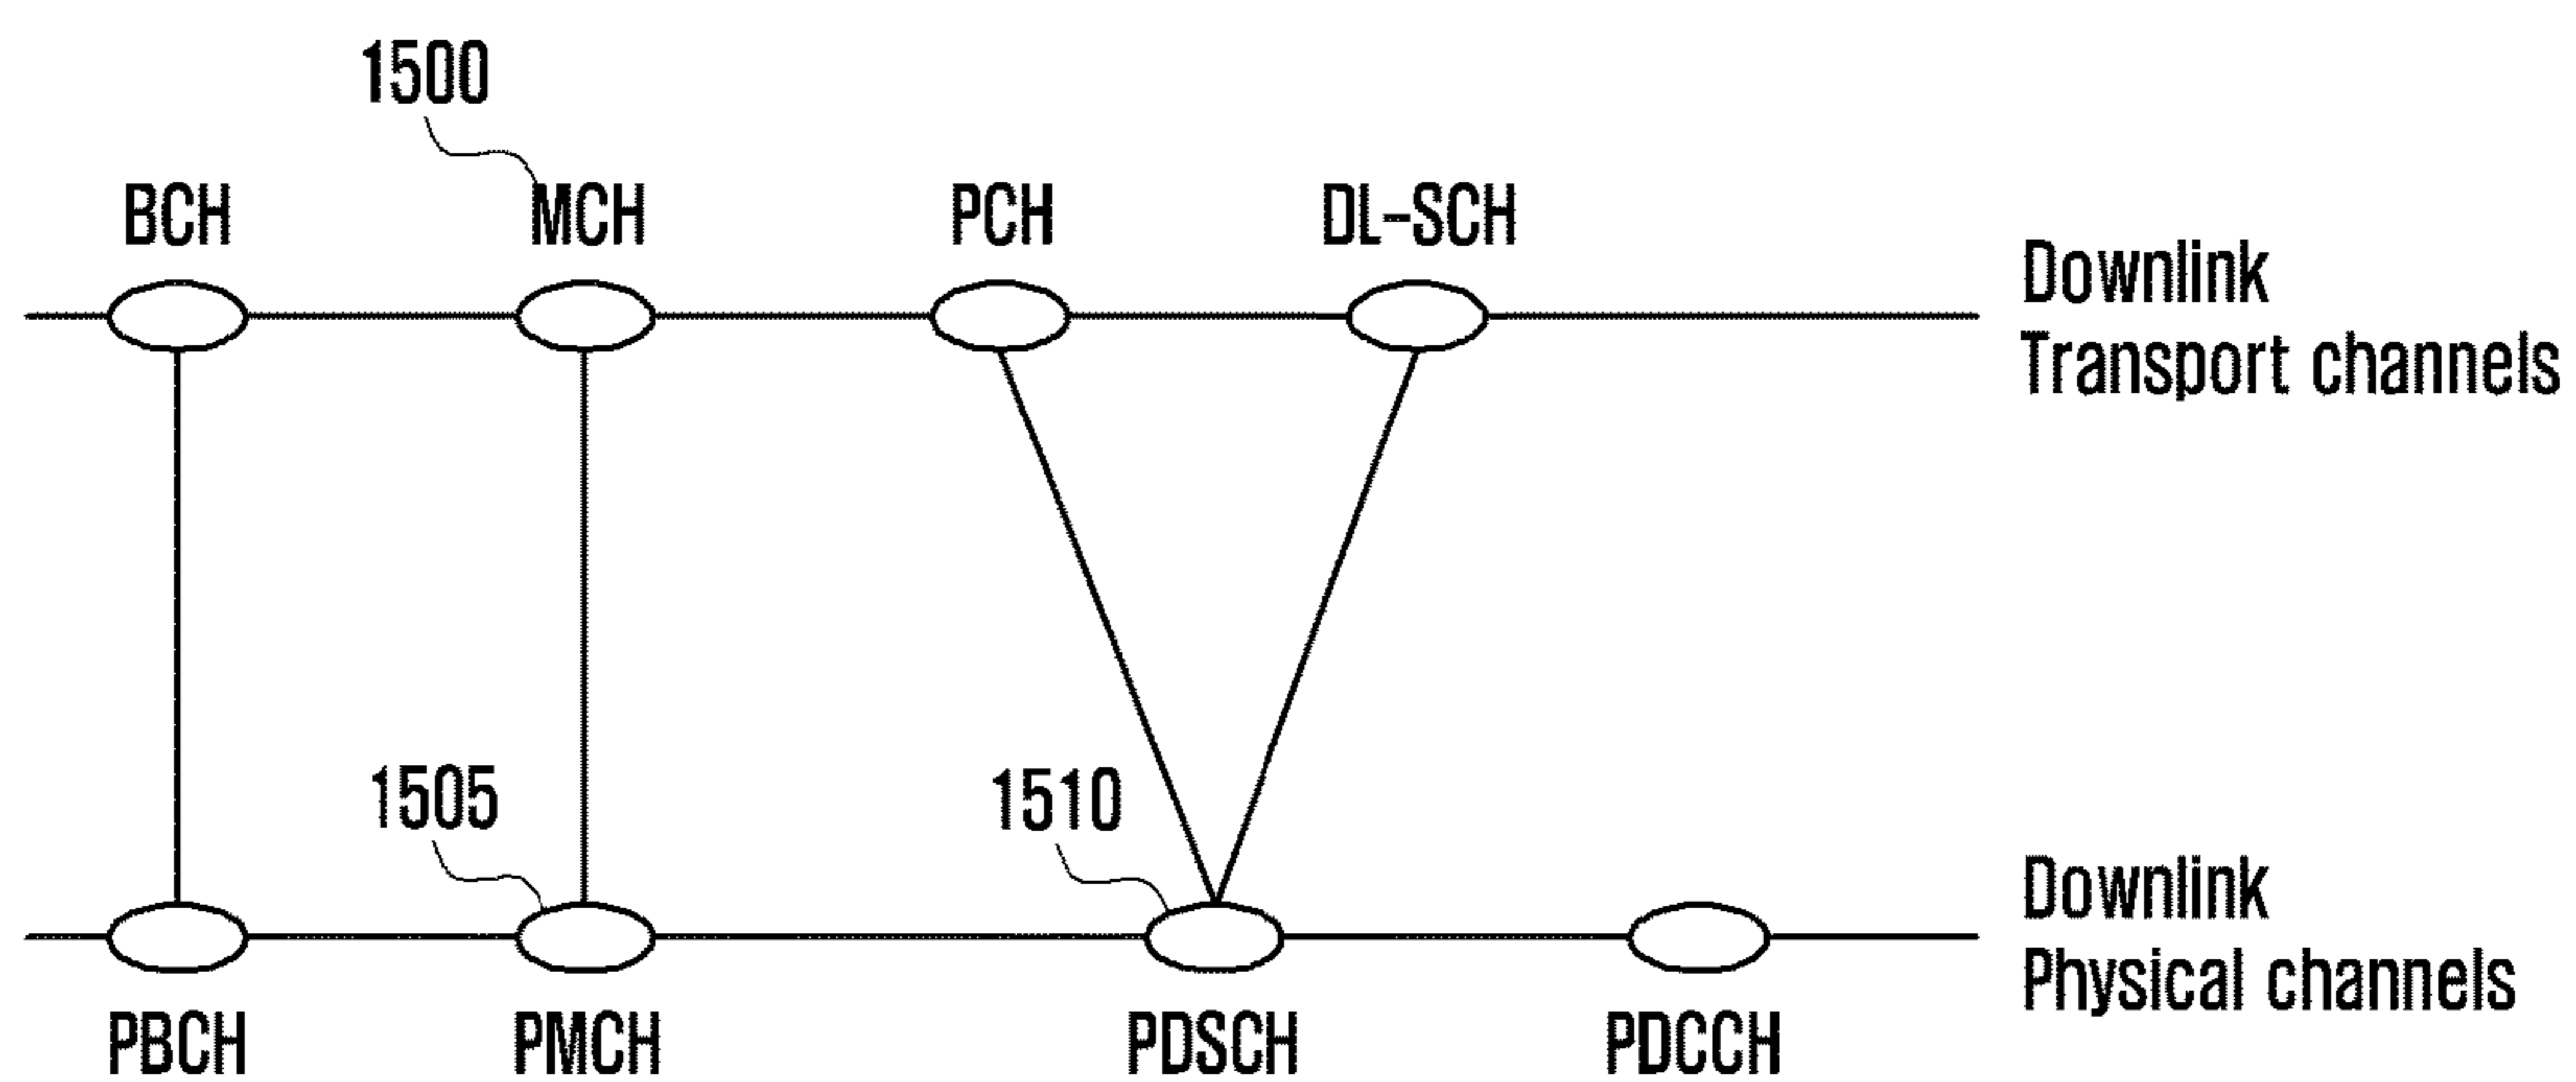 1500
BCH
MCH
PCH
DL-SCH
Downlink
Transport channels
1505
1510
Downlink
Physical channels
PBCH
PMCH
PDSCH
PDCCH